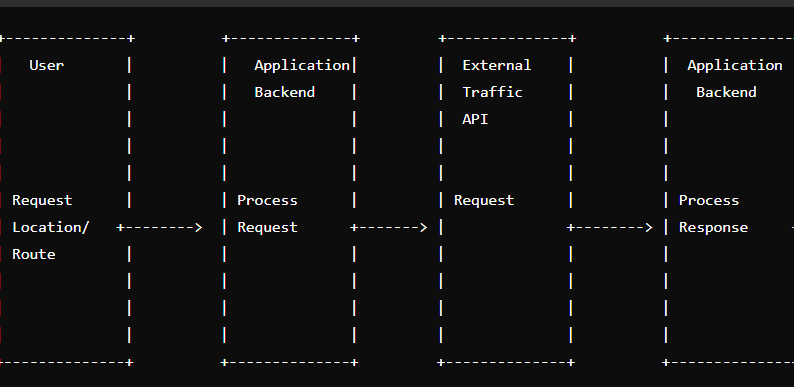 +--------------+ +--------------+ +--------------+ +--------------
| User | | Application| | External | | Application
| | | Backend | | Traffic | | Backend
| | | | | API | |
| | | | | | |
| | | | | | |
| Request | | Process | | Request | | Process
| Location/ +--------> | Request +-------> | +--------> | Response -
| Route | | | | | |
| | | | | | |
| | | | | | |
| | | | | | |
+--------------+ +--------------+ +--------------+ +--------------